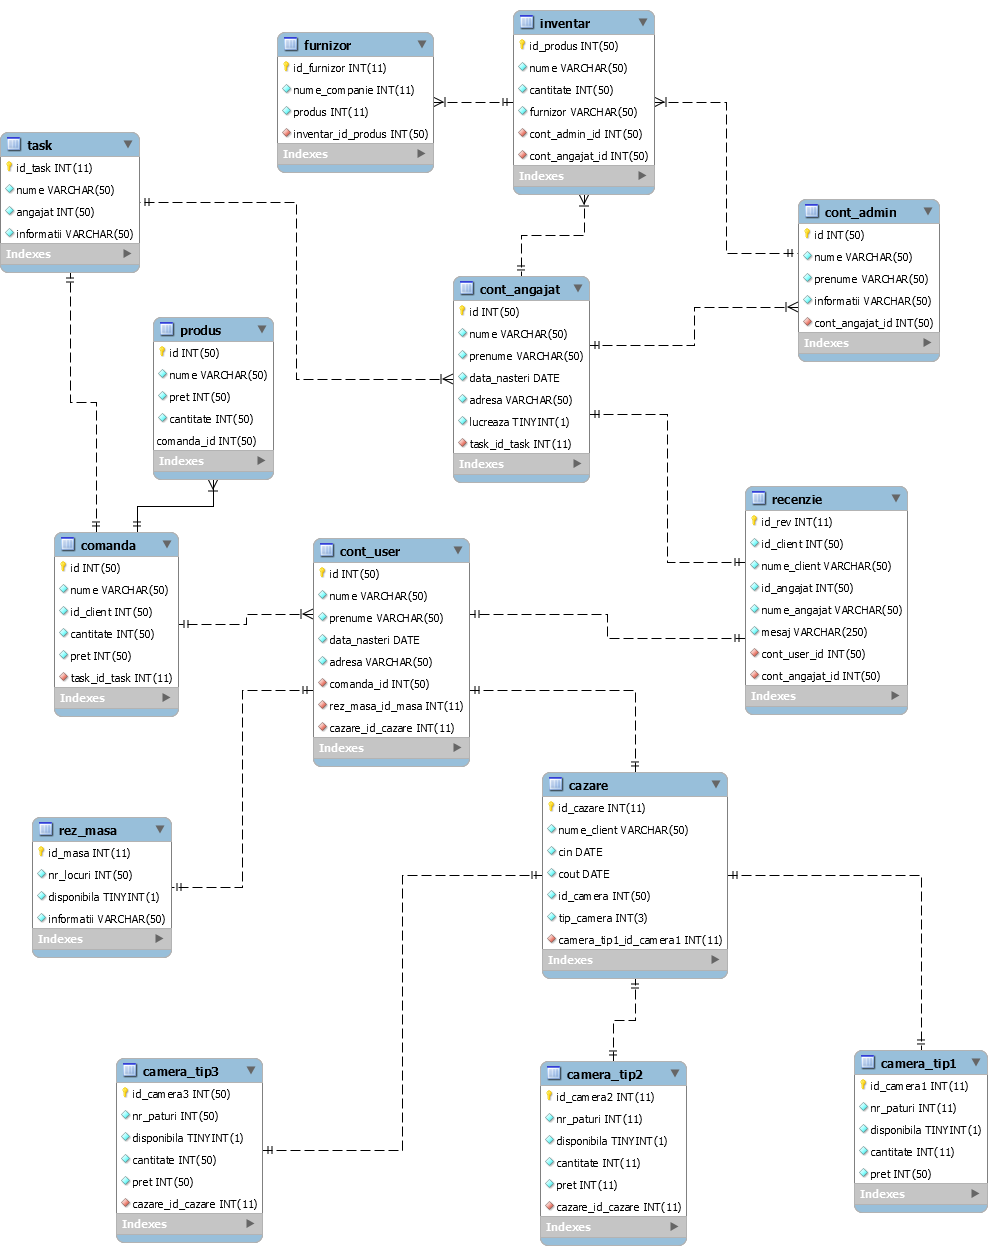 inventar
id_produs INT(50)
nume VARCHAR(50)
cantitate INT(50)
furnizor VARCHAR(50)
cont_admin_id INT(50)
cont_angajat_id INT(50)
Indexes
furnizor
id_furnizor INT(11)
nume_companie INT(11)
produs INT(11)
inventar_id_produs INT(50)
Indexes
task
id_task INT(11)
nume VARCHAR(50)
angajat INT(50)
informatii VARCHAR(50)
Indexes
cont_admin
id INT(50)
nume VARCHAR(50)
prenume VARCHAR(50)
informatii VARCHAR(50)
cont_angajat_id INT(50)
Indexes
cont_angajat
id INT(50)
nume VARCHAR(50)
prenume VARCHAR(50)
data_nasteri DATE
adresa VARCHAR(50)
lucreaza TINYINT(1)
task_id_task INT(11)
Indexes
produs
id INT(50)
nume VARCHAR(50)
pret INT(50)
cantitate INT(50)
comanda_id INT(50)
Indexes
recenzie
id_rev INT(11)
id_client INT(50)
nume_client VARCHAR(50)
id_angajat INT(50)
nume_angajat VARCHAR(50)
mesaj VARCHAR(250)
cont_user_id INT(50)
cont_angajat_id INT(50)
Indexes
comanda
id INT(50)
nume VARCHAR(50)
id_client INT(50)
cantitate INT(50)
pret INT(50)
task_id_task INT(11)
Indexes
cont_user
id INT(50)
nume VARCHAR(50)
prenume VARCHAR(50)
data_nasteri DATE
adresa VARCHAR(50)
comanda_id INT(50)
rez_masa_id_masa INT(11)
cazare_id_cazare INT(11)
Indexes
cazare
id_cazare INT(11)
nume_client VARCHAR(50)
cin DATE
cout DATE
id_camera INT(50)
tip_camera INT(3)
camera_tip1_id_camera1 INT(11)
Indexes
rez_masa
id_masa INT(11)
nr_locuri INT(50)
disponibila TINYINT(1)
informatii VARCHAR(50)
Indexes
camera_tip3
id_camera3 INT(50)
nr_paturi INT(50)
disponibila TINYINT(1)
cantitate INT(50)
pret INT(50)
cazare_id_cazare INT(11)
Indexes
camera_tip2
id_camera2 INT(11)
nr_paturi INT(11)
disponibila TINYINT(1)
cantitate INT(11)
pret INT(11)
cazare_id_cazare INT(11)
Indexes
camera_tip1
id_camera1 INT(11)
nr_paturi INT(11)
disponibila TINYINT(1)
cantitate INT(11)
pret INT(50)
Indexes